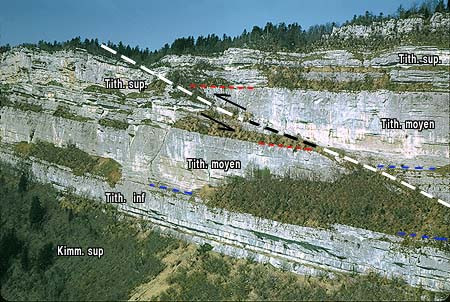 Tith. sup.
Tith. sup.
Tith. moyen
Tith. moyen
Tith. inf
Kimm. sup